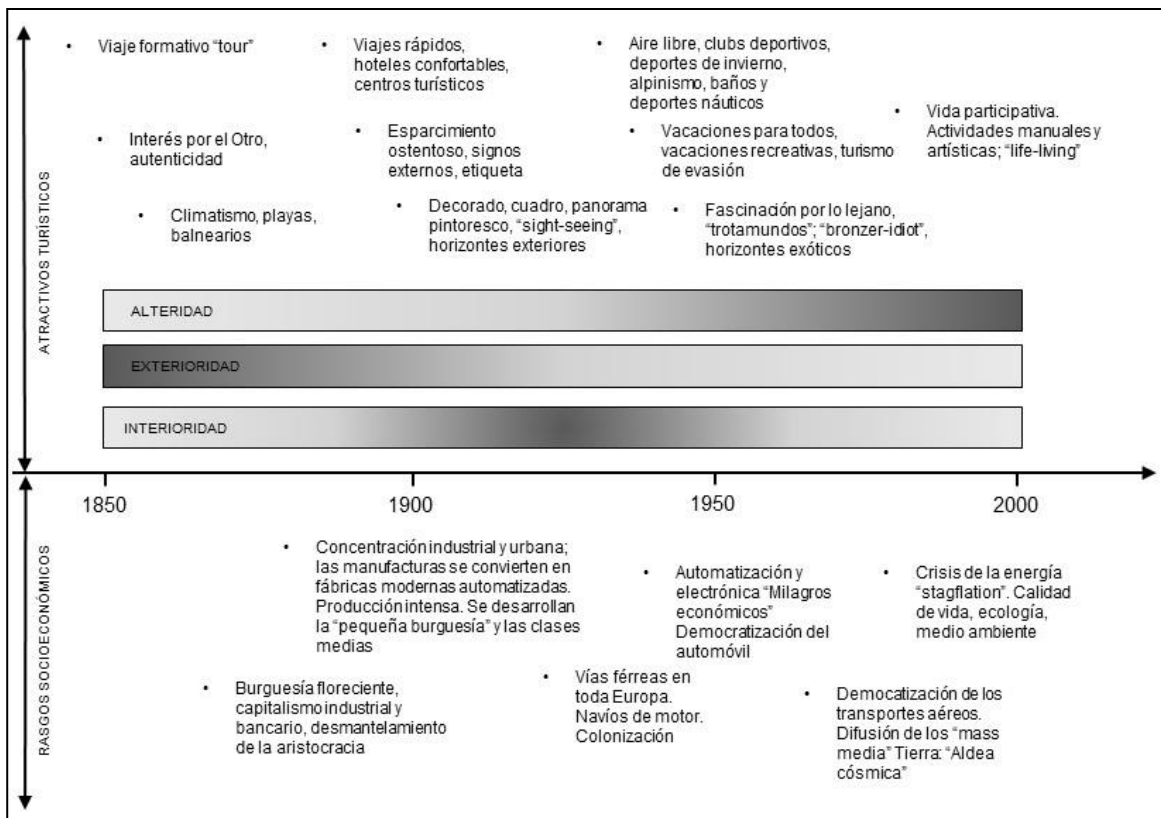 ATRACTIVOS TURÍSTICOS
• Viaje formativo “tour”
• Viajes rápidos,
hoteles confortables,
centros turísticos
• Aire libre, clubs deportivos,
deportes de invierno,
alpinismo, baños y
deportes náuticos
• Vida participativa.
Actividades manuales y
artísticas; “life-living”
• Interés por el Otro,
autenticidad
• Esparcimiento
ostentoso, signos
externos, etiqueta
• Vacaciones para todos,
vacaciones recreativas, turismo
de evasión
• Climatismo, playas,
balnearios
• Decorado, cuadro, panorama
pintoresco, “sight-seeing”,
horizontes exteriores
• Fascinación por lo lejano,
“trotamundos”; “bronzer-idiot”,
horizontes exóticos
ALTERIDAD
EXTERIORIDAD
INTERIORIDAD
1850
1900
1950
2000
RASGOS SOCIOECONÓMICOS
• Concentración industrial y urbana;
las manufacturas se convierten en
fábricas modernas automatizadas.
Producción intensa. Se desarrollan
la “pequeña burguesía” y las clases
medias
• Automatización y
electrónica “Milagros
económicos”
Democratización del
automóvil
• Crisis de la energía
“stagflation”. Calidad
de vida, ecología,
medio ambiente
• Burguesía floreciente,
capitalismo industrial y
bancario, desmantelamiento
de la aristocracia
• Vías férreas en
toda Europa.
Navíos de motor.
Colonización
• Democatización de los
transportes aéreos.
Difusión de los “mass
media” Tierra: “Aldea
cósmica”